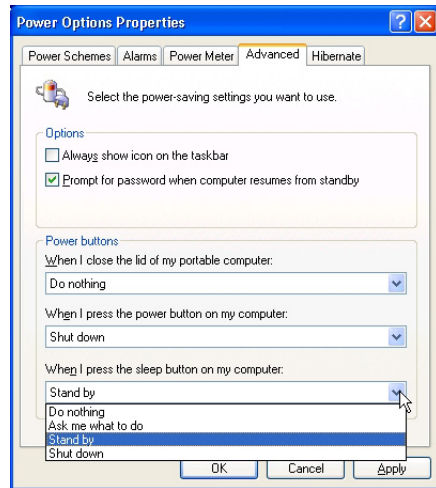 Power Options Properties
Power Schemes Alarms Power Meter Advanced Hibernate
Select the power-saving settings you want to use.
Options
Always show icon on the taskbar
Prompt for password when computer resumes from standby
Power buttons
When I close the lid of my portable computer:
Do nothing
When I press the power button on my computer:
Shut down
When I press the sleep button on my computer:
Stand by
Do nothing
Ask me what to do
Stand by
Shut down
OK Cancel Apply